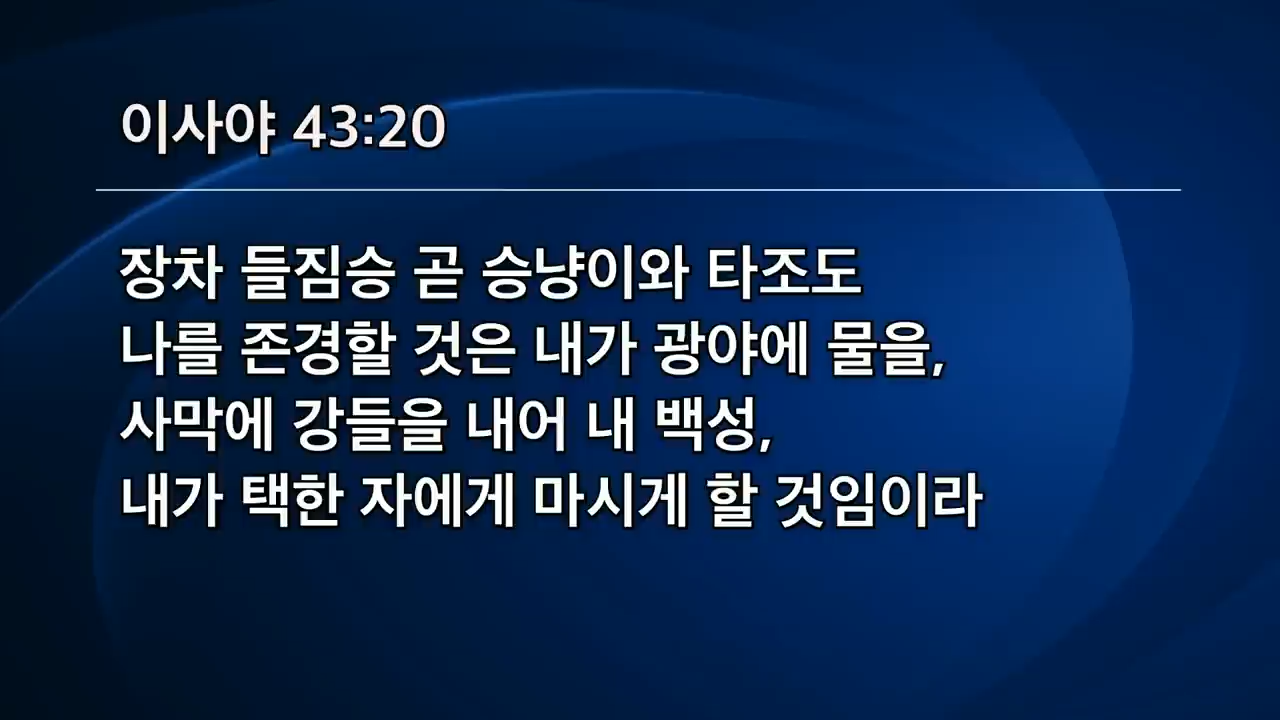 이사야 43:20
장차 들짐승 곧 승냥이와 타조도
나를 존경할 것은 내가 광야에 물을,
사막에 강들을 내어 내 백성,
내가 택한 자에게 마시게 할 것임이라